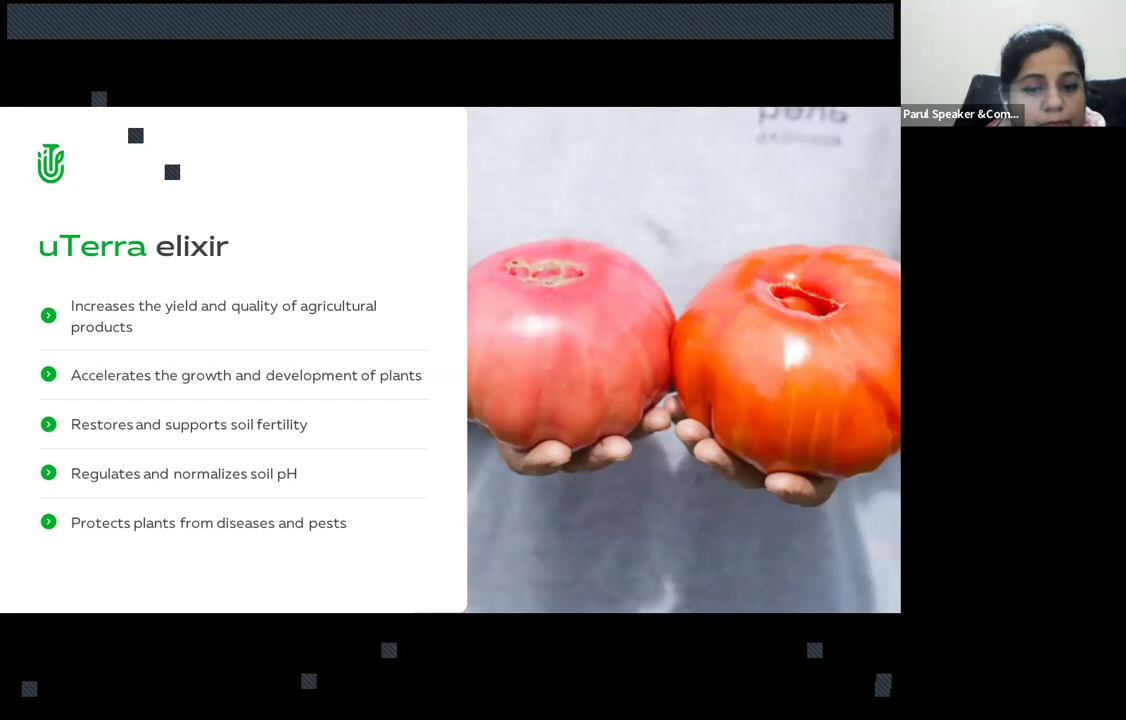 Parul Speaker &Com...
uTerra elixir
Increases the yield and quality of agricultural
products
Accelerates the growth and development of plants
Restores and supports soil fertility
Regulates and normalizes soil pH
Protects plants from diseases and pests